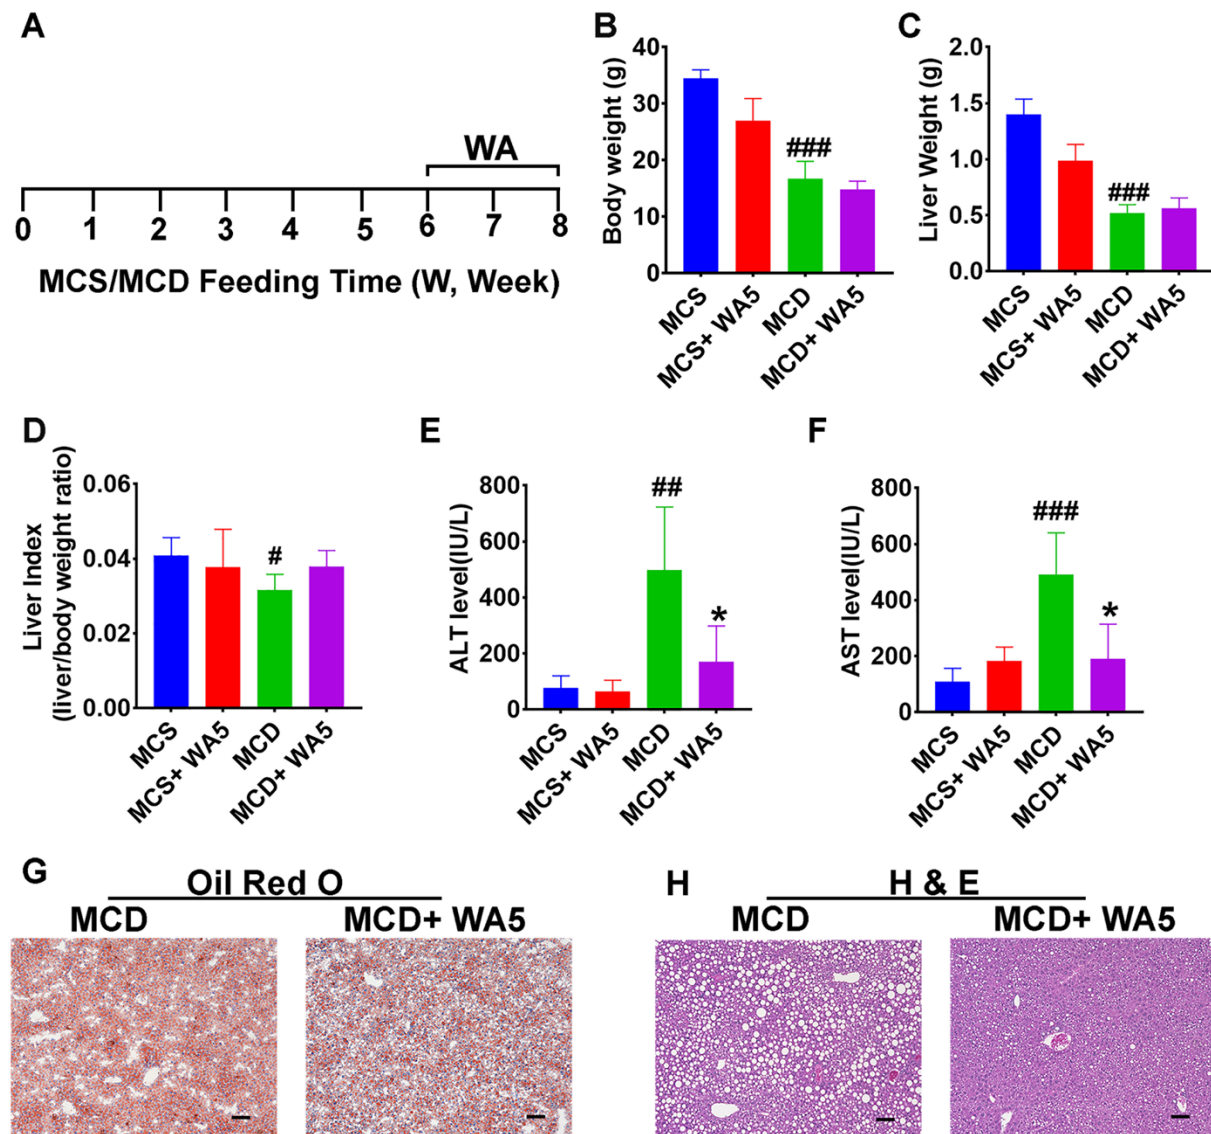 A
WA
0 1 2 3 4 5 6 7 8
MCS/MCD Feeding Time (W, Week)
B
Body weight (g)
40
30
20
10
0
###
MCS
MCS+ WA5
MCD
MCD+ WA5
C
Liver Weight (g)
2.0
1.5
1.0
0.5
0.0
###
MCS
MCS+ WA5
MCD
MCD+ WA5
D
Liver Index
(liver/body weight ratio)
0.06
0.04
0.02
0.00
#
MCS
MCS+ WA5
MCD
MCD+ WA5
E
ALT level(IU/L)
800
600
400
200
0
##
*
MCS
MCS+ WA5
MCD
MCD+ WA5
F
AST level(IU/L)
800
600
400
200
0
###
*
MCS
MCS+ WA5
MCD
MCD+ WA5
G
Oil Red O
MCD MCD+ WA5
H
H & E
MCD MCD+ WA5